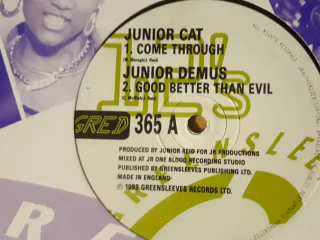 JUNIOR CAT
1. COME THROUGH
JUNIOR DEMUS
2. GOOD BETTER THAN EVIL
GRED 365 A
PRODUCED BY JUNIOR REID FOR JR PRODUCTIONS
MIXED AT JR ONE BLOOD RECORDING STUDIO
PUBLISHED BY GREENSLEEVES PUBLISHING LTD.
MADE IN ENGLAND
℗ 1993 GREENSLEEVES RECORDS LTD.
12's